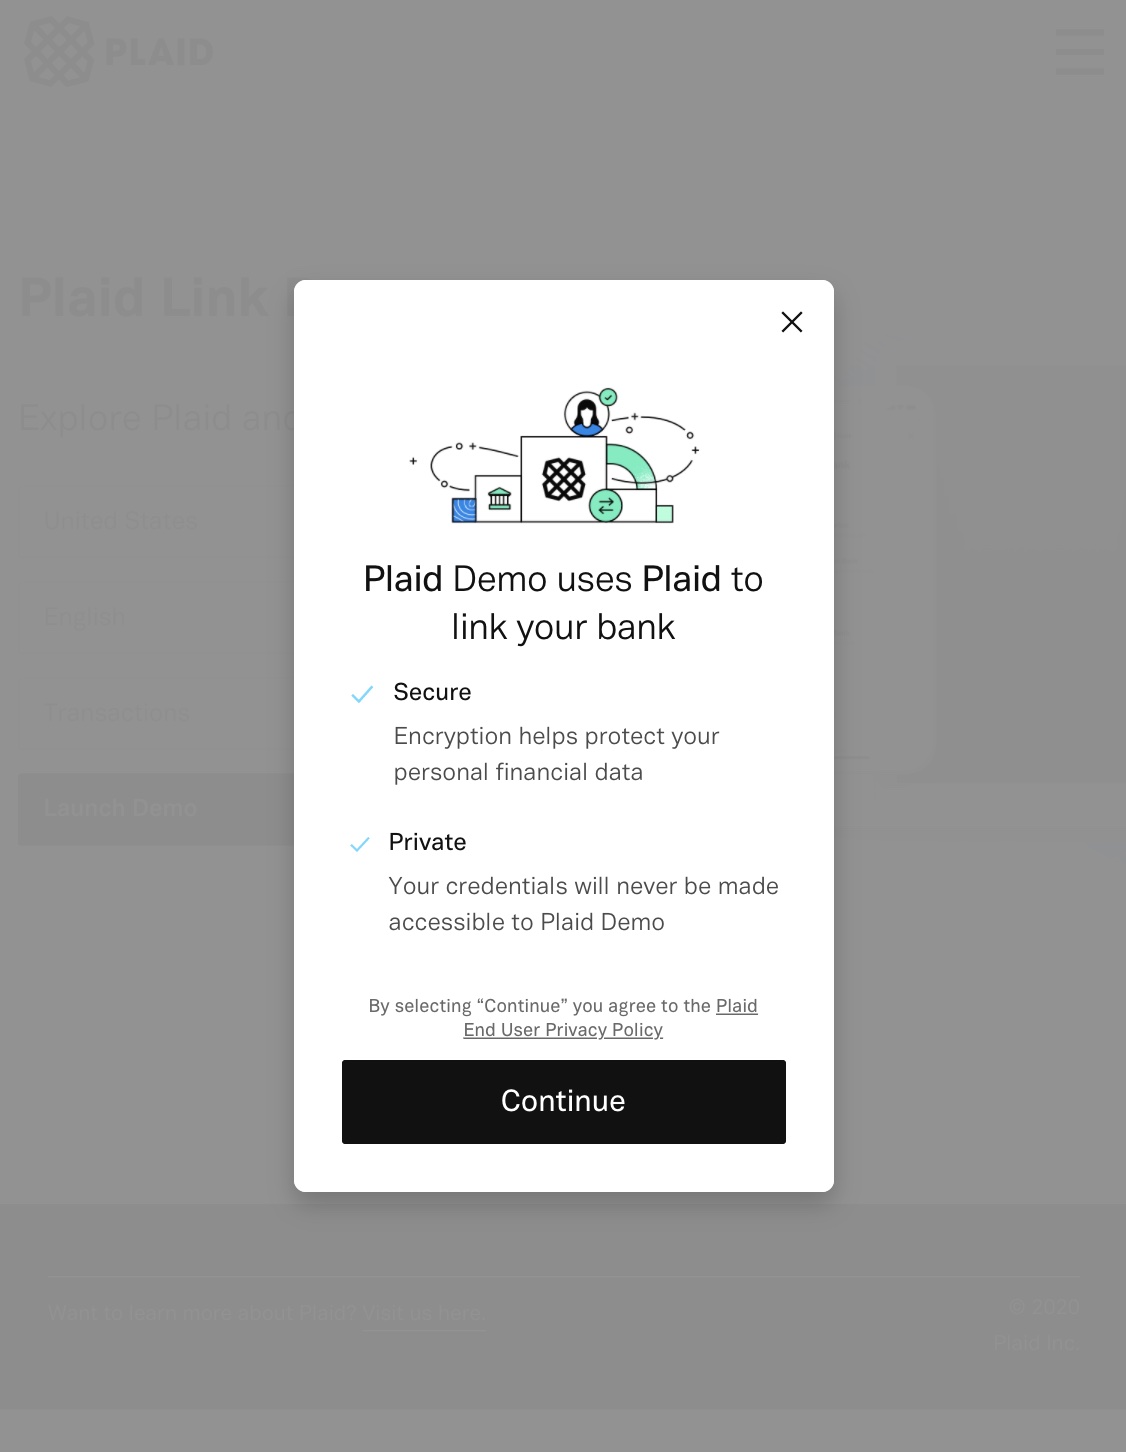 PLAID
Plaid Link
Explore Plaid and
United States
English
Transactions
Launch Demo
Plaid Demo uses Plaid to
link your bank
Secure
Encryption helps protect your
personal financial data
Private
Your credentials will never be made
accessible to Plaid Demo
By selecting “Continue” you agree to the Plaid
End User Privacy Policy
Continue
Want to learn more about Plaid? Visit us here.
© 2020
Plaid Inc.